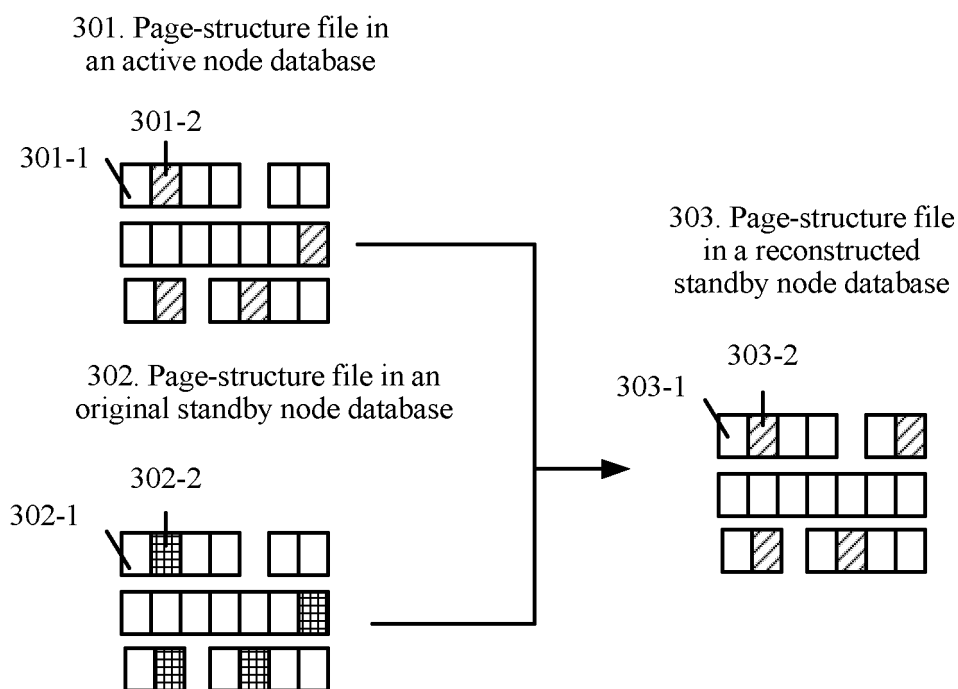 301. Page-structure file in
an active node database
301-2
301-1
303. Page-structure file
in a reconstructed
standby node database
303-2
303-1
302. Page-structure file in an
original standby node database
302-2
302-1